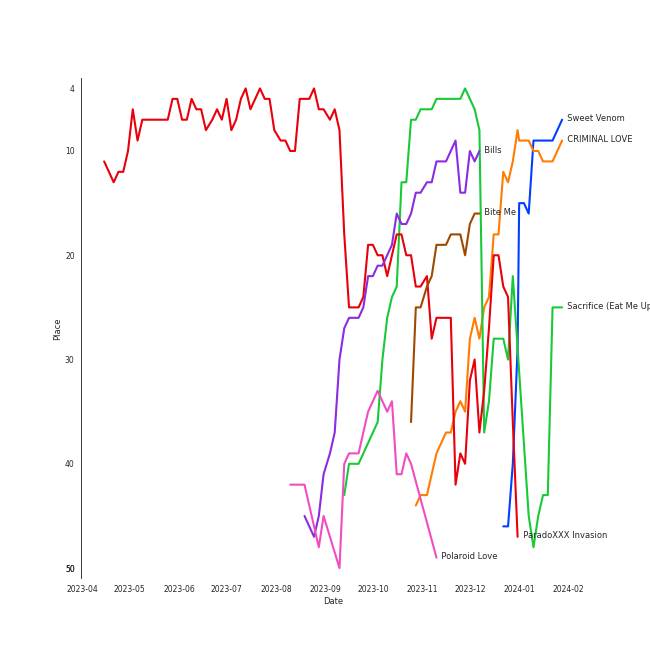 4
Sweet Venom
CRIMINAL LOVE
10
Bills
Bite Me
20
Sacrifice (Eat Me Up
Place
30
40
ParadoXXX Invasion
Polaroid Love
50
2023-04 2023-05 2023-06 2023-07 2023-08 2023-09 2023-10 2023-11 2023-12 2024-01 2024-02
Date